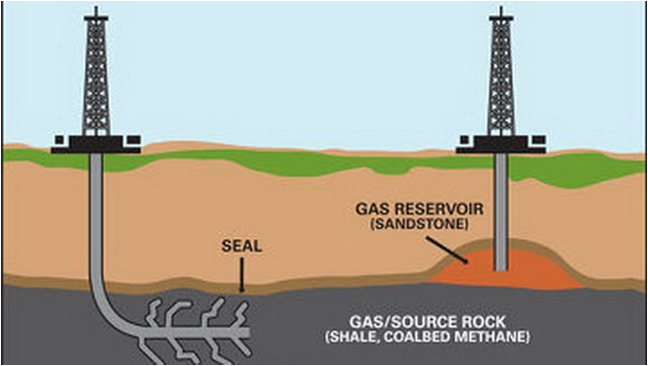 GAS RESERVOIR
(SANDSTONE)
SEAL
GAS/SOURCE ROCK
(SHALE, COALBED METHANE)